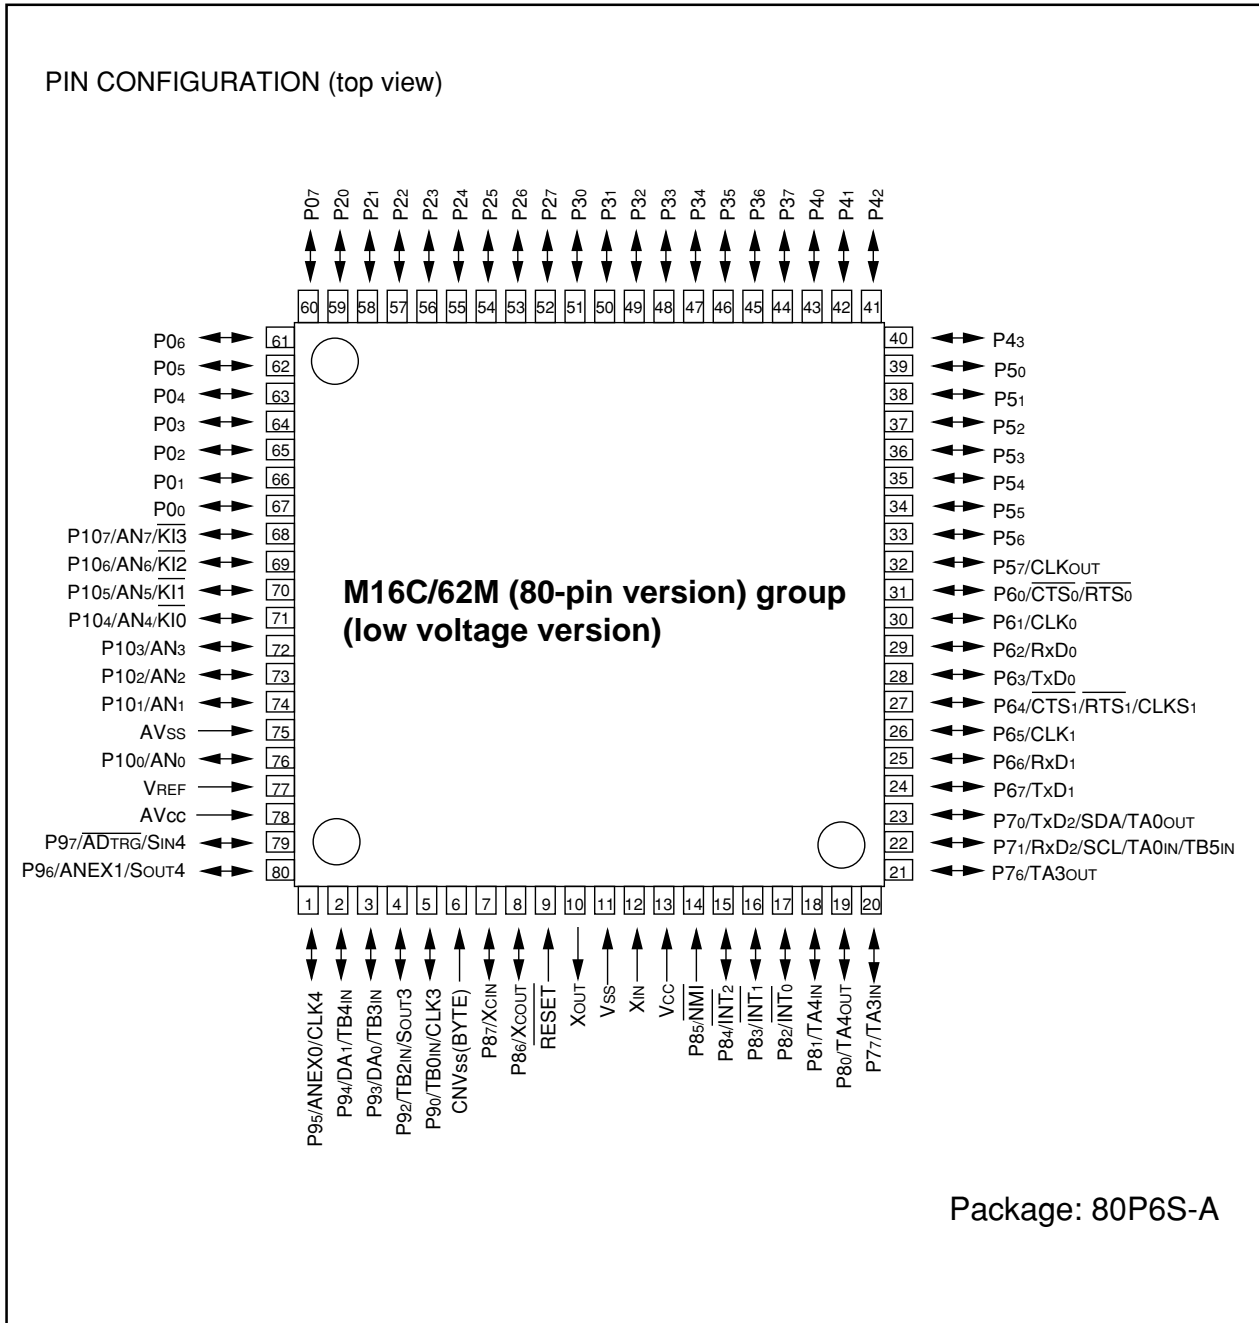 PIN CONFIGURATION (top view)
P07 P20 P21 P22 P23 P24 P25 P26 P27 P30 P31 P32 P33 P34 P35 P36 P37 P40 P41 P42
60 59 58 57 56 55 54 53 52 51 50 49 48 47 46 45 44 43 42 41
P06 61
P05 62
P04 63
P03 64
P02 65
P01 66
P00 67
P107/AN7/KI3 68
P106/AN6/KI2 69
P105/AN5/KI1 70
P104/AN4/KI0 71
P103/AN3 72
P102/AN2 73
P101/AN1 74
AVSS 75
P100/AN0 76
VREF 77
AVCC 78
P97/ADTRG/SIN4 79
P96/ANEX1/SOUT4 80
M16C/62M (80-pin version) group
(low voltage version)
40 P43
39 P50
38 P51
37 P52
36 P53
35 P54
34 P55
33 P56
32 P57/CLKOUT
31 P60/CTS0/RTS0
30 P61/CLK0
29 P62/RxD0
28 P63/TxD0
27 P64/CTS1/RTS1/CLKS1
26 P65/CLK1
25 P66/RxD1
24 P67/TxD1
23 P70/TxD2/SDA/TA0OUT
22 P71/RxD2/SCL/TA0IN/TB5IN
21 P76/TA3OUT
1 2 3 4 5 6 7 8 9 10 11 12 13 14 15 16 17 18 19 20
P95/ANEX0/CLK4
P94/DA1/TB4IN
P93/DA0/TB3IN
P92/TB2IN/SOUT3
P90/TB0IN/CLK3
CNVSS(BYTE)
P87/XCIN
P86/XCOUT
RESET
XOUT
VSS
XIN
VCC
P85/NMI
P84/INT2
P83/INT1
P82/INT0
P81/TA4IN
P80/TA4OUT
P77/TA3IN
Package: 80P6S-A